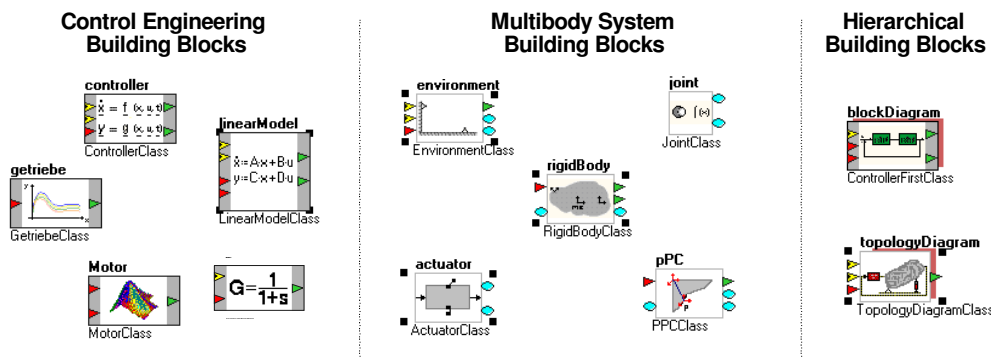 Control Engineering
Building Blocks
controller
ẋ = f (x, u, t)
y = g (x, u, t)
ControllerClass
linearModel
ẋ:=A·x+B·u
y:=C·x+D·u
LinearModelClass
getriebe
y
x
GetriebeClass
Motor
MotorClass
G=1/(1+s)
Multibody System
Building Blocks
environment
EnvironmentClass
joint
∫(x)
JointClass
rigidBody
ms
RigidBodyClass
actuator
ActuatorClass
pPC
P
PPCClass
Hierarchical
Building Blocks
blockDiagram
ControllerFirstClass
topologyDiagram
TopologyDiagramClass